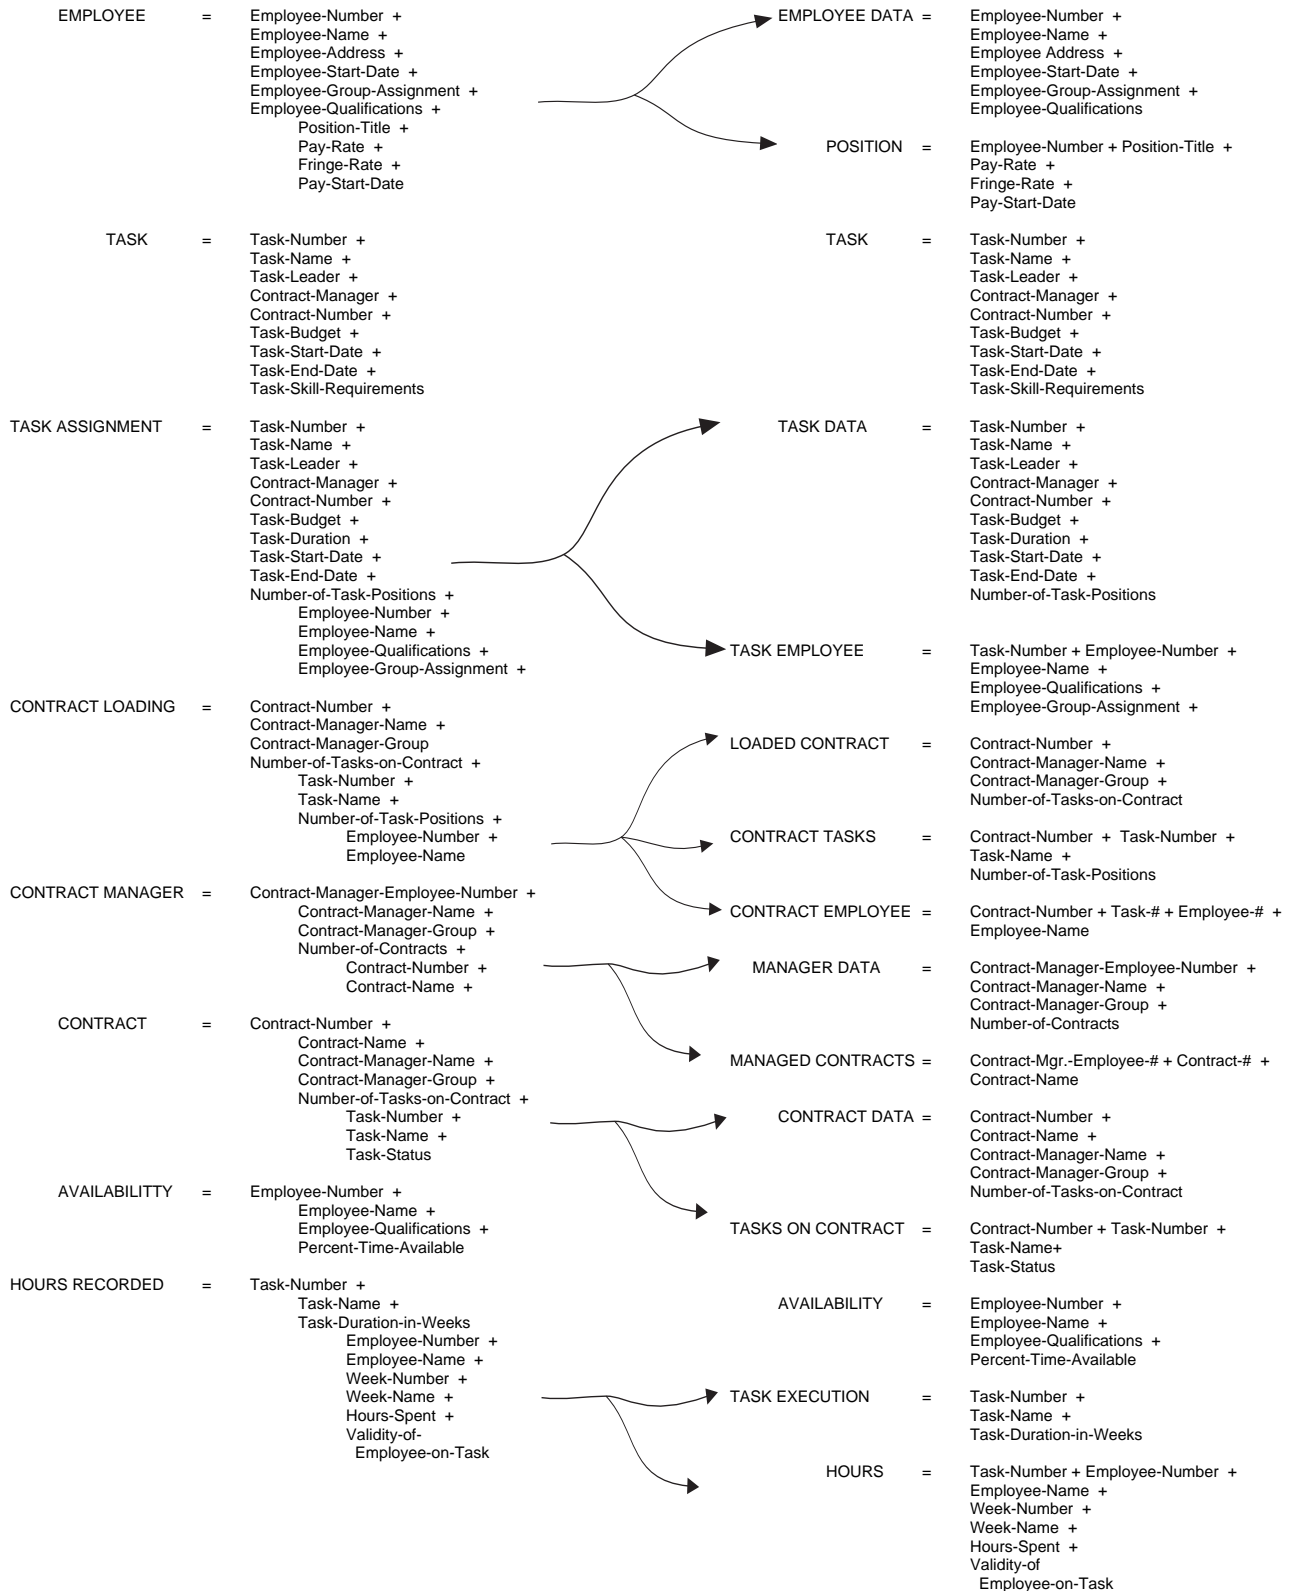 EMPLOYEE = Employee-Number +
Employee-Name +
Employee-Address +
Employee-Start-Date +
Employee-Group-Assignment +
Employee-Qualifications +
Position-Title +
Pay-Rate +
Fringe-Rate +
Pay-Start-Date
TASK = Task-Number +
Task-Name +
Task-Leader +
Contract-Manager +
Contract-Number +
Task-Budget +
Task-Start-Date +
Task-End-Date +
Task-Skill-Requirements
TASK ASSIGNMENT = Task-Number +
Task-Name +
Task-Leader +
Contract-Manager +
Contract-Number +
Task-Budget +
Task-Duration +
Task-Start-Date +
Task-End-Date +
Number-of-Task-Positions +
Employee-Number +
Employee-Name +
Employee-Qualifications +
Employee-Group-Assignment +
CONTRACT LOADING = Contract-Number +
Contract-Manager-Name +
Contract-Manager-Group
Number-of-Tasks-on-Contract +
Task-Number +
Task-Name +
Number-of-Task-Positions +
Employee-Number +
Employee-Name
CONTRACT MANAGER = Contract-Manager-Employee-Number +
Contract-Manager-Name +
Contract-Manager-Group +
Number-of-Contracts +
Contract-Number +
Contract-Name +
CONTRACT = Contract-Number +
Contract-Name +
Contract-Manager-Name +
Contract-Manager-Group +
Number-of-Tasks-on-Contract +
Task-Number +
Task-Name +
Task-Status
AVAILABILITTY = Employee-Number +
Employee-Name +
Employee-Qualifications +
Percent-Time-Available
HOURS RECORDED = Task-Number +
Task-Name +
Task-Duration-in-Weeks
Employee-Number +
Employee-Name +
Week-Number +
Week-Name +
Hours-Spent +
Validity-of-
Employee-on-Task
EMPLOYEE DATA = Employee-Number +
Employee-Name +
Employee Address +
Employee-Start-Date +
Employee-Group-Assignment +
Employee-Qualifications
POSITION = Employee-Number + Position-Title +
Pay-Rate +
Fringe-Rate +
Pay-Start-Date
TASK = Task-Number +
Task-Name +
Task-Leader +
Contract-Manager +
Contract-Number +
Task-Budget +
Task-Start-Date +
Task-End-Date +
Task-Skill-Requirements
TASK DATA = Task-Number +
Task-Name +
Task-Leader +
Contract-Manager +
Contract-Number +
Task-Budget +
Task-Duration +
Task-Start-Date +
Task-End-Date +
Number-of-Task-Positions
TASK EMPLOYEE = Task-Number + Employee-Number +
Employee-Name +
Employee-Qualifications +
Employee-Group-Assignment +
LOADED CONTRACT = Contract-Number +
Contract-Manager-Name +
Contract-Manager-Group +
Number-of-Tasks-on-Contract
CONTRACT TASKS = Contract-Number + Task-Number +
Task-Name +
Number-of-Task-Positions
CONTRACT EMPLOYEE = Contract-Number + Task-# + Employee-# +
Employee-Name
MANAGER DATA = Contract-Manager-Employee-Number +
Contract-Manager-Name +
Contract-Manager-Group +
Number-of-Contracts
MANAGED CONTRACTS = Contract-Mgr.-Employee-# + Contract-# +
Contract-Name
CONTRACT DATA = Contract-Number +
Contract-Name +
Contract-Manager-Name +
Contract-Manager-Group +
Number-of-Tasks-on-Contract
TASKS ON CONTRACT = Contract-Number + Task-Number +
Task-Name+
Task-Status
AVAILABILITY = Employee-Number +
Employee-Name +
Employee-Qualifications +
Percent-Time-Available
TASK EXECUTION = Task-Number +
Task-Name +
Task-Duration-in-Weeks
HOURS = Task-Number + Employee-Number +
Employee-Name +
Week-Number +
Week-Name +
Hours-Spent +
Validity-of
Employee-on-Task